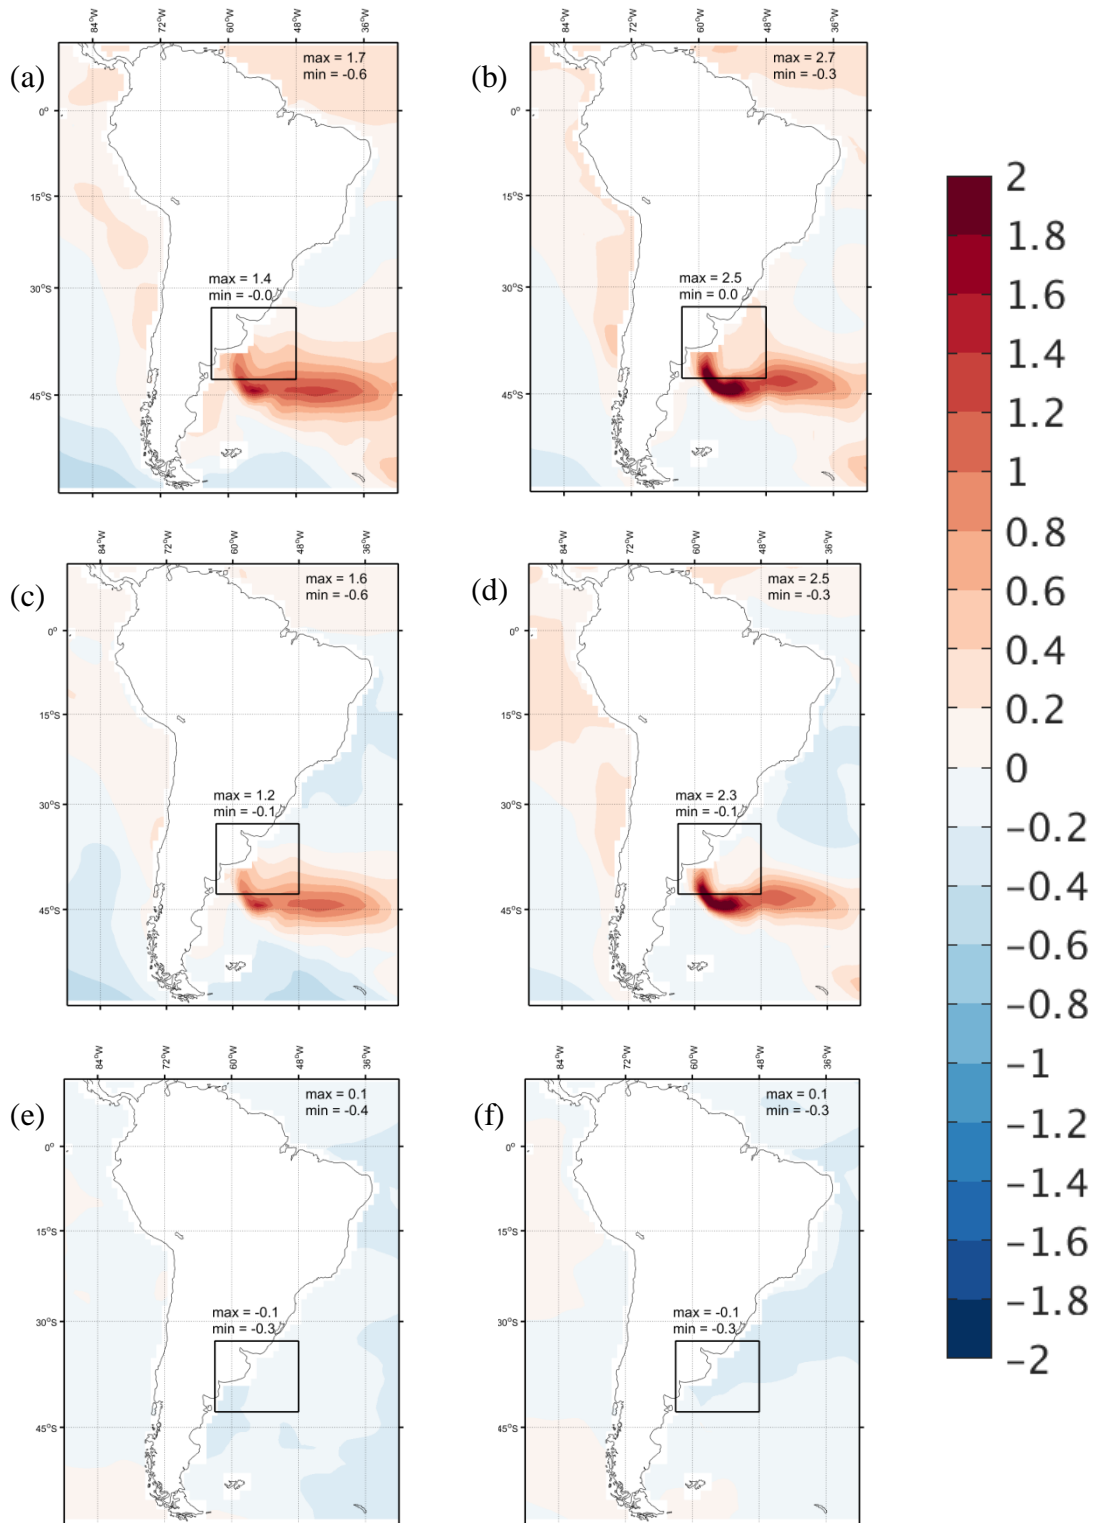 84°W 72°W 60°W 48°W 36°W
(a)
max = 1.7
min = -0.6
0°
15°S
30°S
45°S
max = 1.4
min = -0.0
84°W 72°W 60°W 48°W 36°W
(b)
max = 2.7
min = -0.3
0°
15°S
30°S
45°S
max = 2.5
min = 0.0
84°W 72°W 60°W 48°W 36°W
(c)
max = 1.6
min = -0.6
0°
15°S
30°S
45°S
max = 1.2
min = -0.1
84°W 72°W 60°W 48°W 36°W
(d)
max = 2.5
min = -0.3
0°
15°S
30°S
45°S
max = 2.3
min = -0.1
84°W 72°W 60°W 48°W 36°W
(e)
max = 0.1
min = -0.4
0°
15°S
30°S
45°S
max = -0.1
min = -0.3
84°W 72°W 60°W 48°W 36°W
(f)
max = 0.1
min = -0.3
0°
15°S
30°S
45°S
max = -0.1
min = -0.3
2
1.8
1.6
1.4
1.2
1
0.8
0.6
0.4
0.2
0
-0.2
-0.4
-0.6
-0.8
-1
-1.2
-1.4
-1.6
-1.8
-2